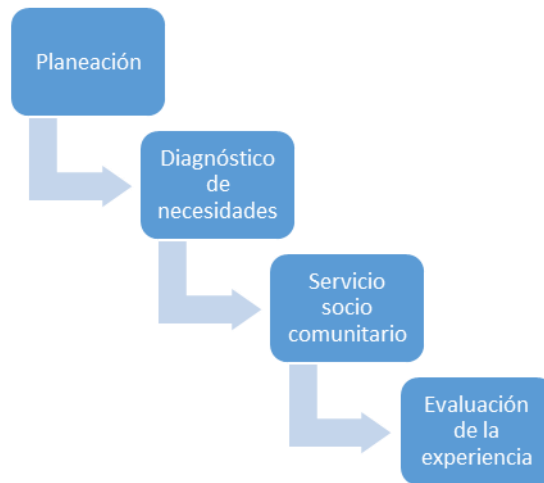 Planeación
Diagnóstico
de
necesidades
Servicio
socio
comunitario
Evaluación
de la
experiencia